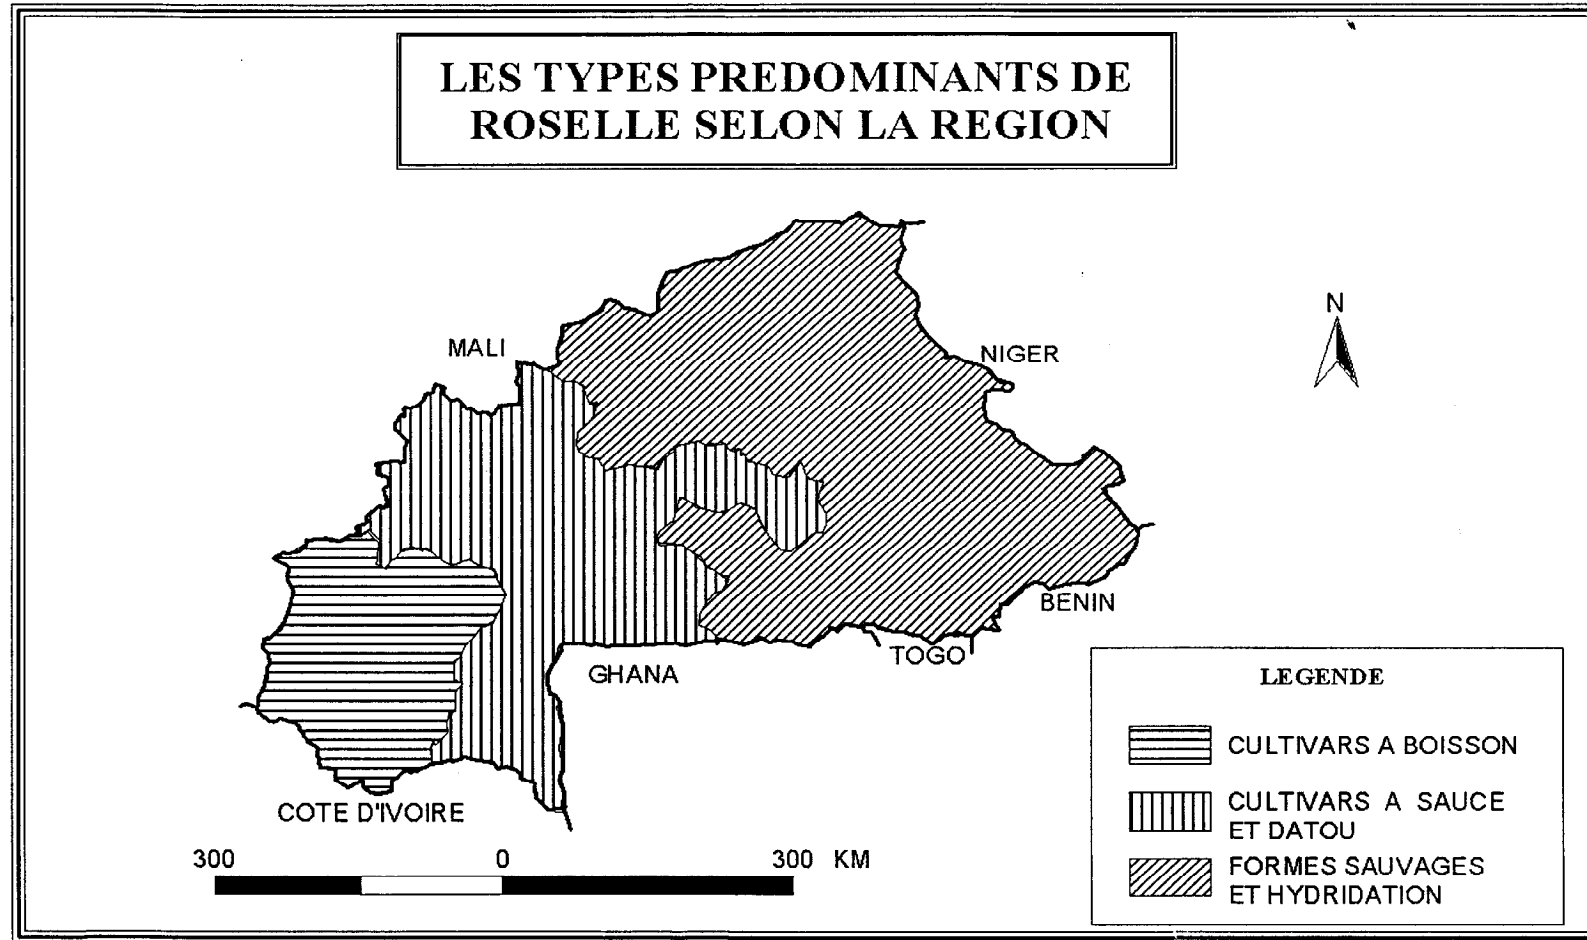 LES TYPES PREDOMINANTS DE
ROSELLE SELON LA REGION
N
MALI
NIGER
BENIN
TOGO
GHANA
COTE D'IVOIRE
300 0 300 KM
LEGENDE
CULTIVARS A BOISSON
CULTIVARS A SAUCE
ET DATOU
FORMES SAUVAGES
ET HYDRIDATION